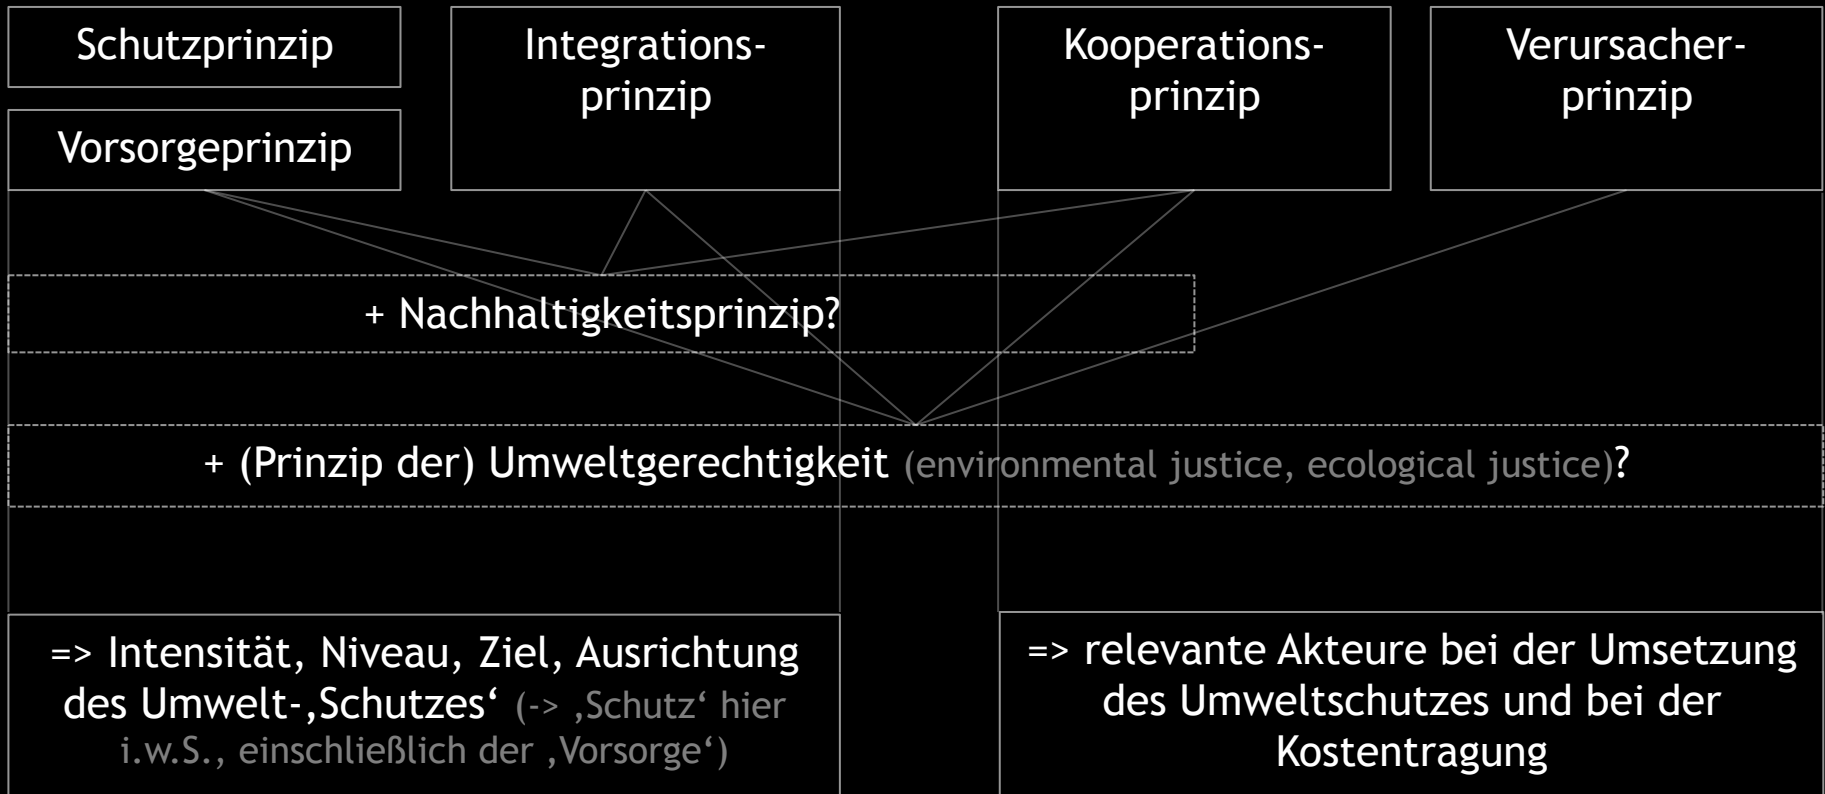 Schutzprinzip
Vorsorgeprinzip
Integrations-
prinzip
Kooperations-
prinzip
Verursacher-
prinzip
+ Nachhaltigkeitsprinzip?
+ (Prinzip der) Umweltgerechtigkeit (environmental justice, ecological justice)?
=> Intensität, Niveau, Ziel, Ausrichtung
des Umwelt-‚Schutzes‘ (-> ‚Schutz‘ hier
i.w.S., einschließlich der ‚Vorsorge‘)
=> relevante Akteure bei der Umsetzung
des Umweltschutzes und bei der
Kostentragung